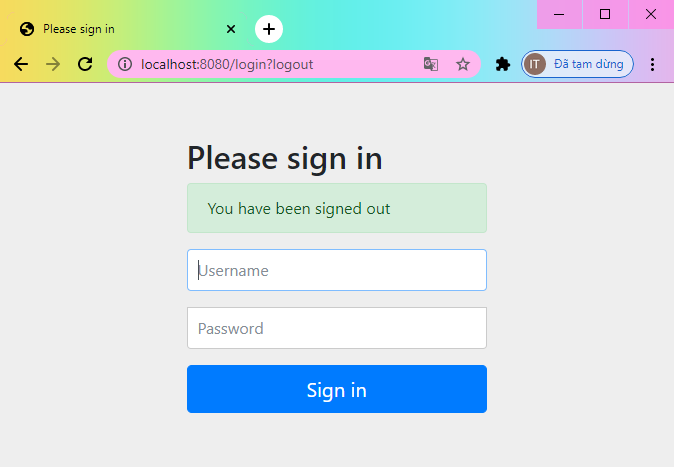 Please sign in
localhost:8080/login?logout
IT
Đã tạm dừng
Please sign in
You have been signed out
Username
Password
Sign in